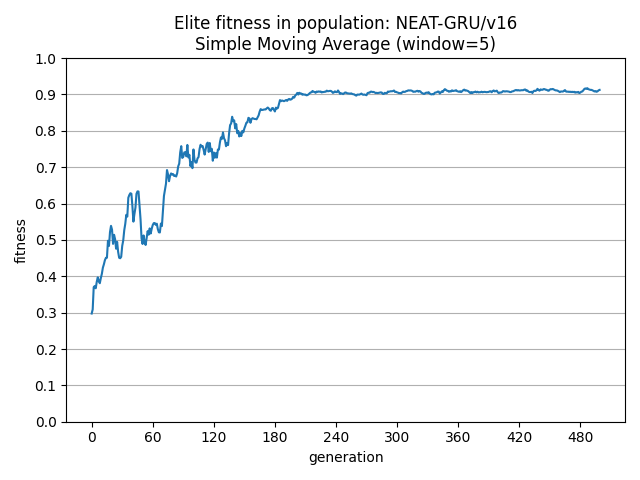 Elite fitness in population: NEAT-GRU/v16
Simple Moving Average (window=5)
1.0
0.9
0.8
0.7
0.6
0.5
0.4
0.3
0.2
0.1
0.0
fitness
0 60 120 180 240 300 360 420 480
generation